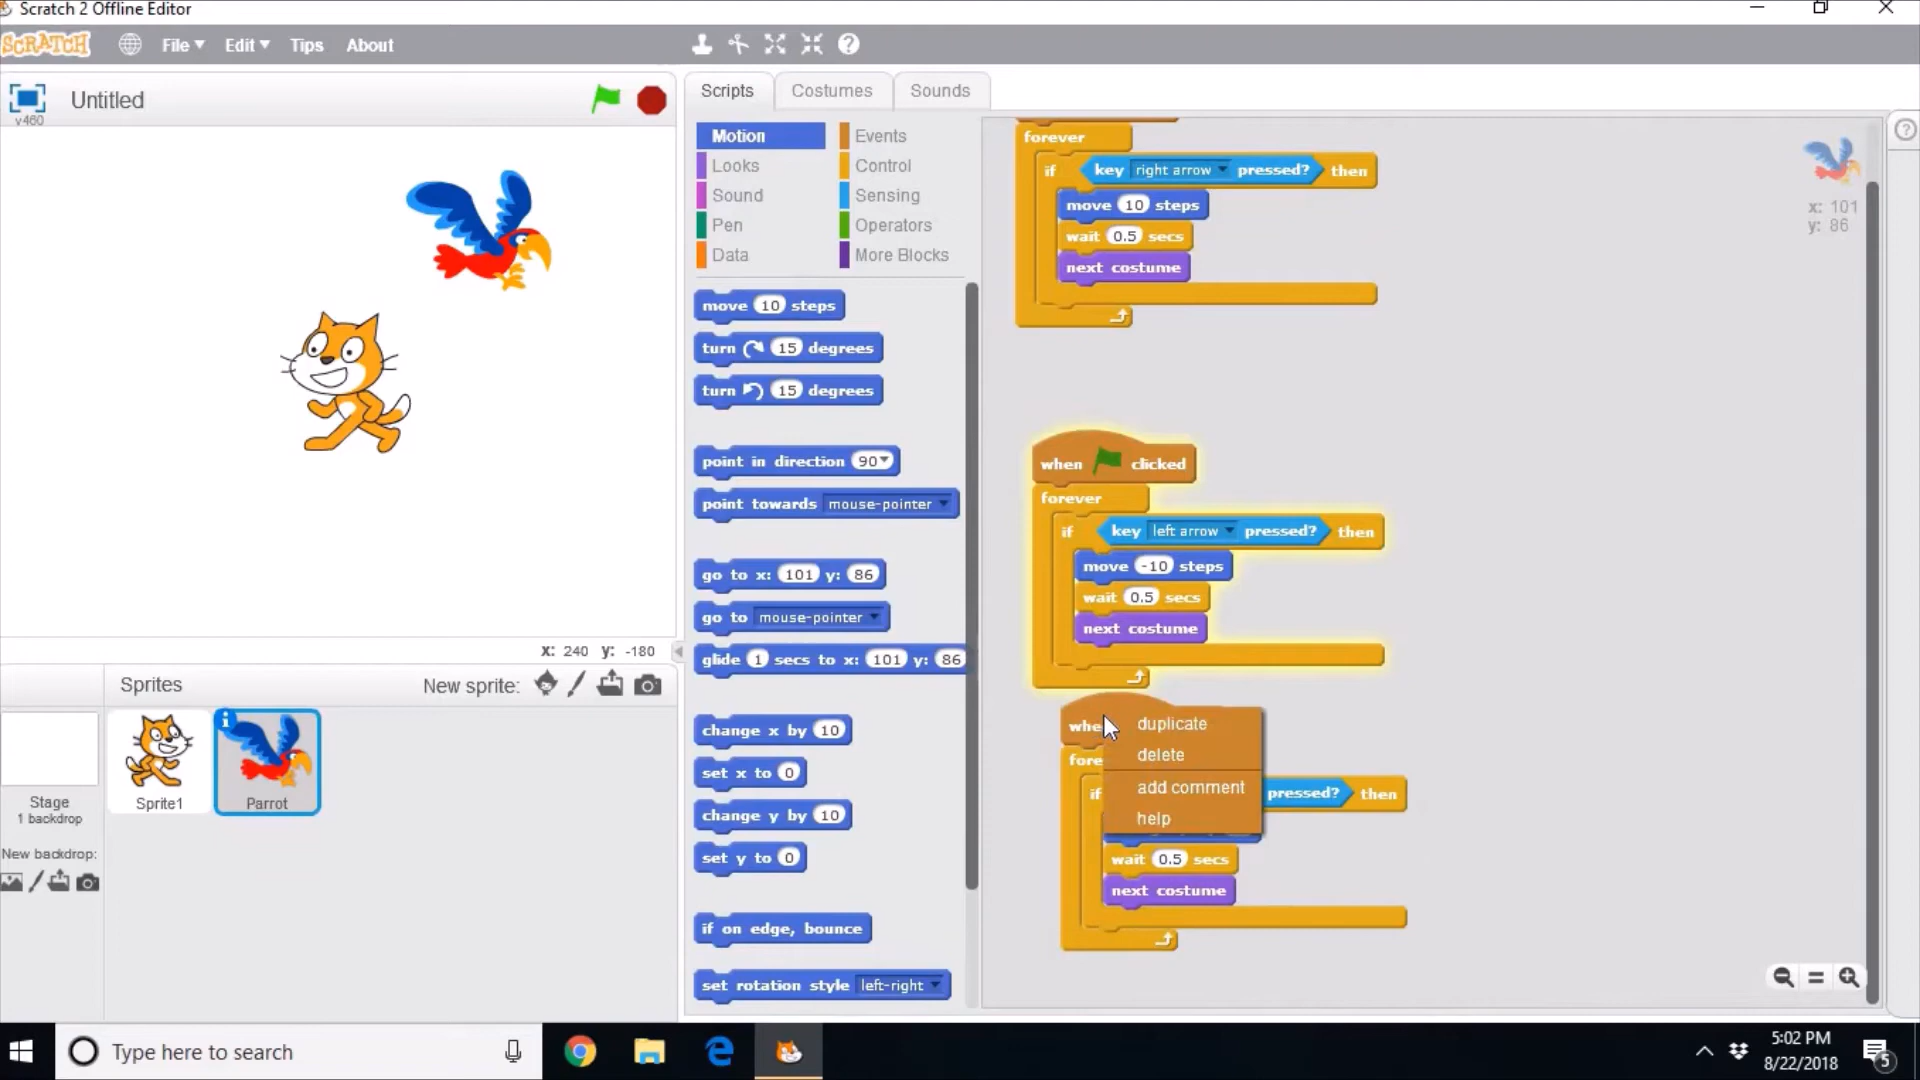 Scratch 2 Offline Editor
SCRATCH File Edit Tips About
Untitled
v460
Scripts Costumes Sounds
Motion Events
Looks Control
Sound Sensing
Pen Operators
Data More Blocks
move 10 steps
turn 15 degrees
turn 15 degrees
point in direction 90
point towards mouse-pointer
go to x: 101 y: 86
go to mouse-pointer
glide 1 secs to x: 101 y: 86
change x by 10
set x to 0
change y by 10
set y to 0
if on edge, bounce
set rotation style left-right
forever
if key right arrow pressed? then
move 10 steps
wait 0.5 secs
next costume
x: 101
y: 86
when clicked
forever
if key left arrow pressed? then
move -10 steps
wait 0.5 secs
next costume
duplicate
delete
add comment
help
if pressed? then
wait 0.5 secs
next costume
x: 240 y: -180
Sprites New sprite:
Sprite1
Parrot
Stage
1 backdrop
New backdrop:
Type here to search
5:02 PM
8/22/2018
5